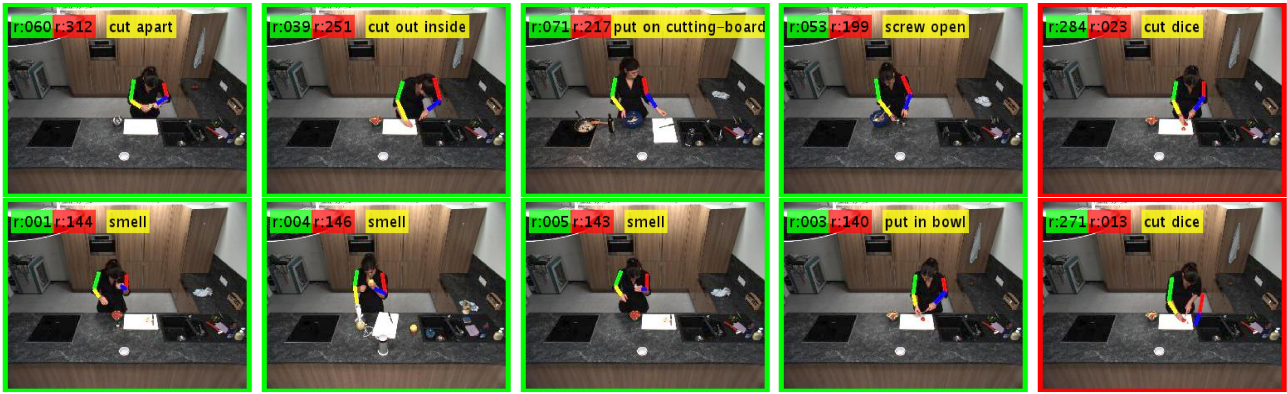 r:060 r:312 cut apart
r:039 r:251 cut out inside
r:071 r:217 put on cutting-board
r:053 r:199 screw open
r:284 r:023 cut dice
r:001 r:144 smell
r:004 r:146 smell
r:005 r:143 smell
r:003 r:140 put in bowl
r:271 r:013 cut dice